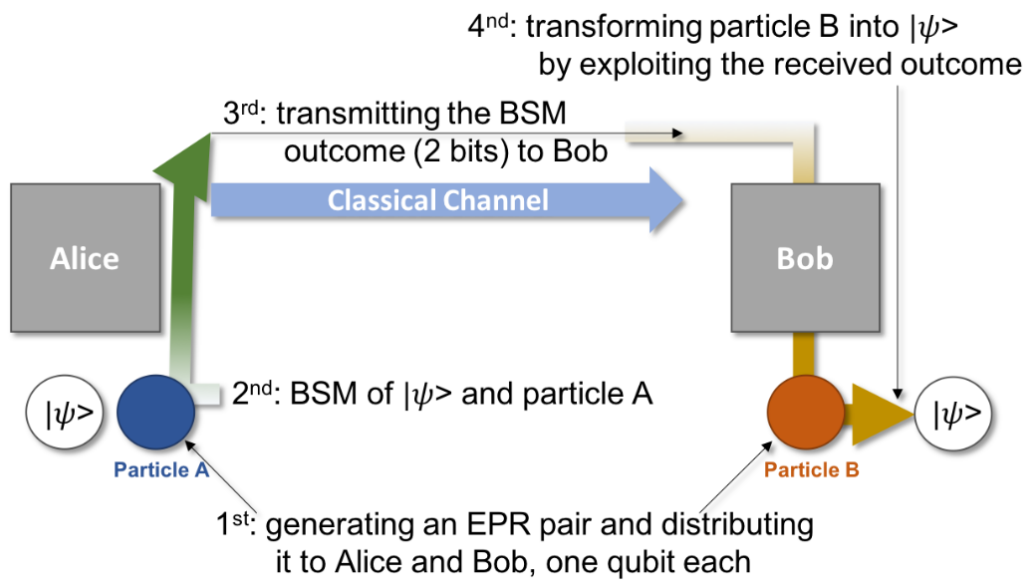 4nd: transforming particle B into |ψ>
by exploiting the received outcome
3rd: transmitting the BSM
outcome (2 bits) to Bob
Classical Channel
Alice
Bob
2nd: BSM of |ψ> and particle A
|ψ>
|ψ>
Particle A
Particle B
1st: generating an EPR pair and distributing
it to Alice and Bob, one qubit each